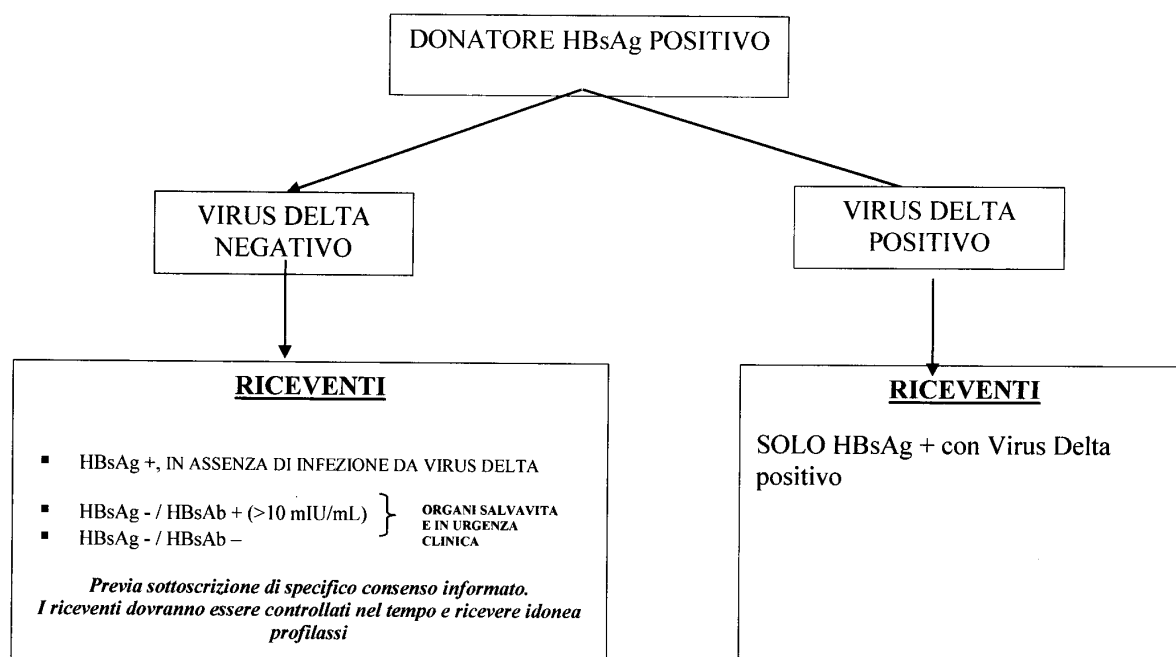 DONATORE HBsAg POSITIVO
VIRUS DELTA
NEGATIVO
VIRUS DELTA
POSITIVO
RICEVENTI
▪ HBsAg +, IN ASSENZA DI INFEZIONE DA VIRUS DELTA
▪ HBsAg - / HBsAb + (>10 mIU/mL)
▪ HBsAg - / HBsAb –
ORGANI SALVAVITA
E IN URGENZA
CLINICA
Previa sottoscrizione di specifico consenso informato.
I riceventi dovranno essere controllati nel tempo e ricevere idonea
profilassi
RICEVENTI
SOLO HBsAg + con Virus Delta
positivo